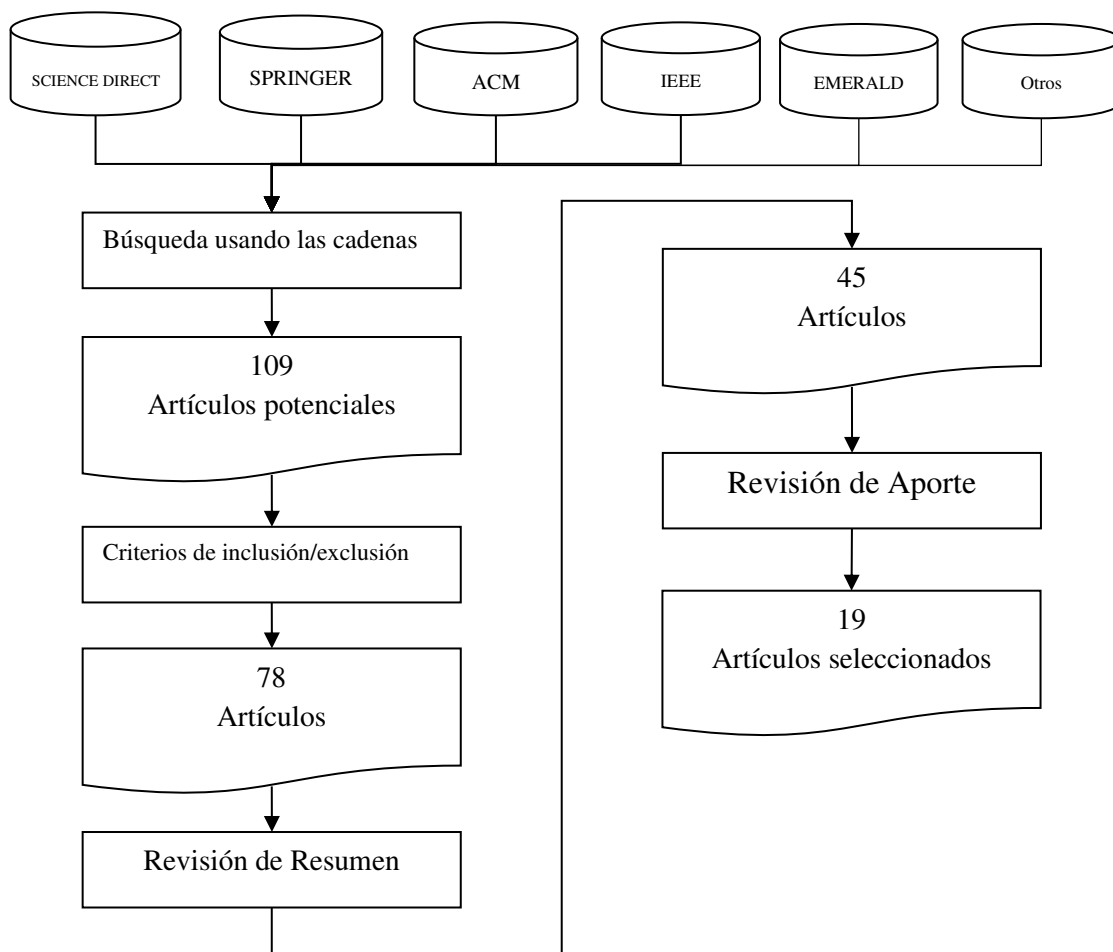 SCIENCE DIRECT
SPRINGER
ACM
IEEE
EMERALD
Otros
Búsqueda usando las cadenas
109
Artículos potenciales
Criterios de inclusión/exclusión
78
Artículos
Revisión de Resumen
45
Artículos
Revisión de Aporte
19
Artículos seleccionados